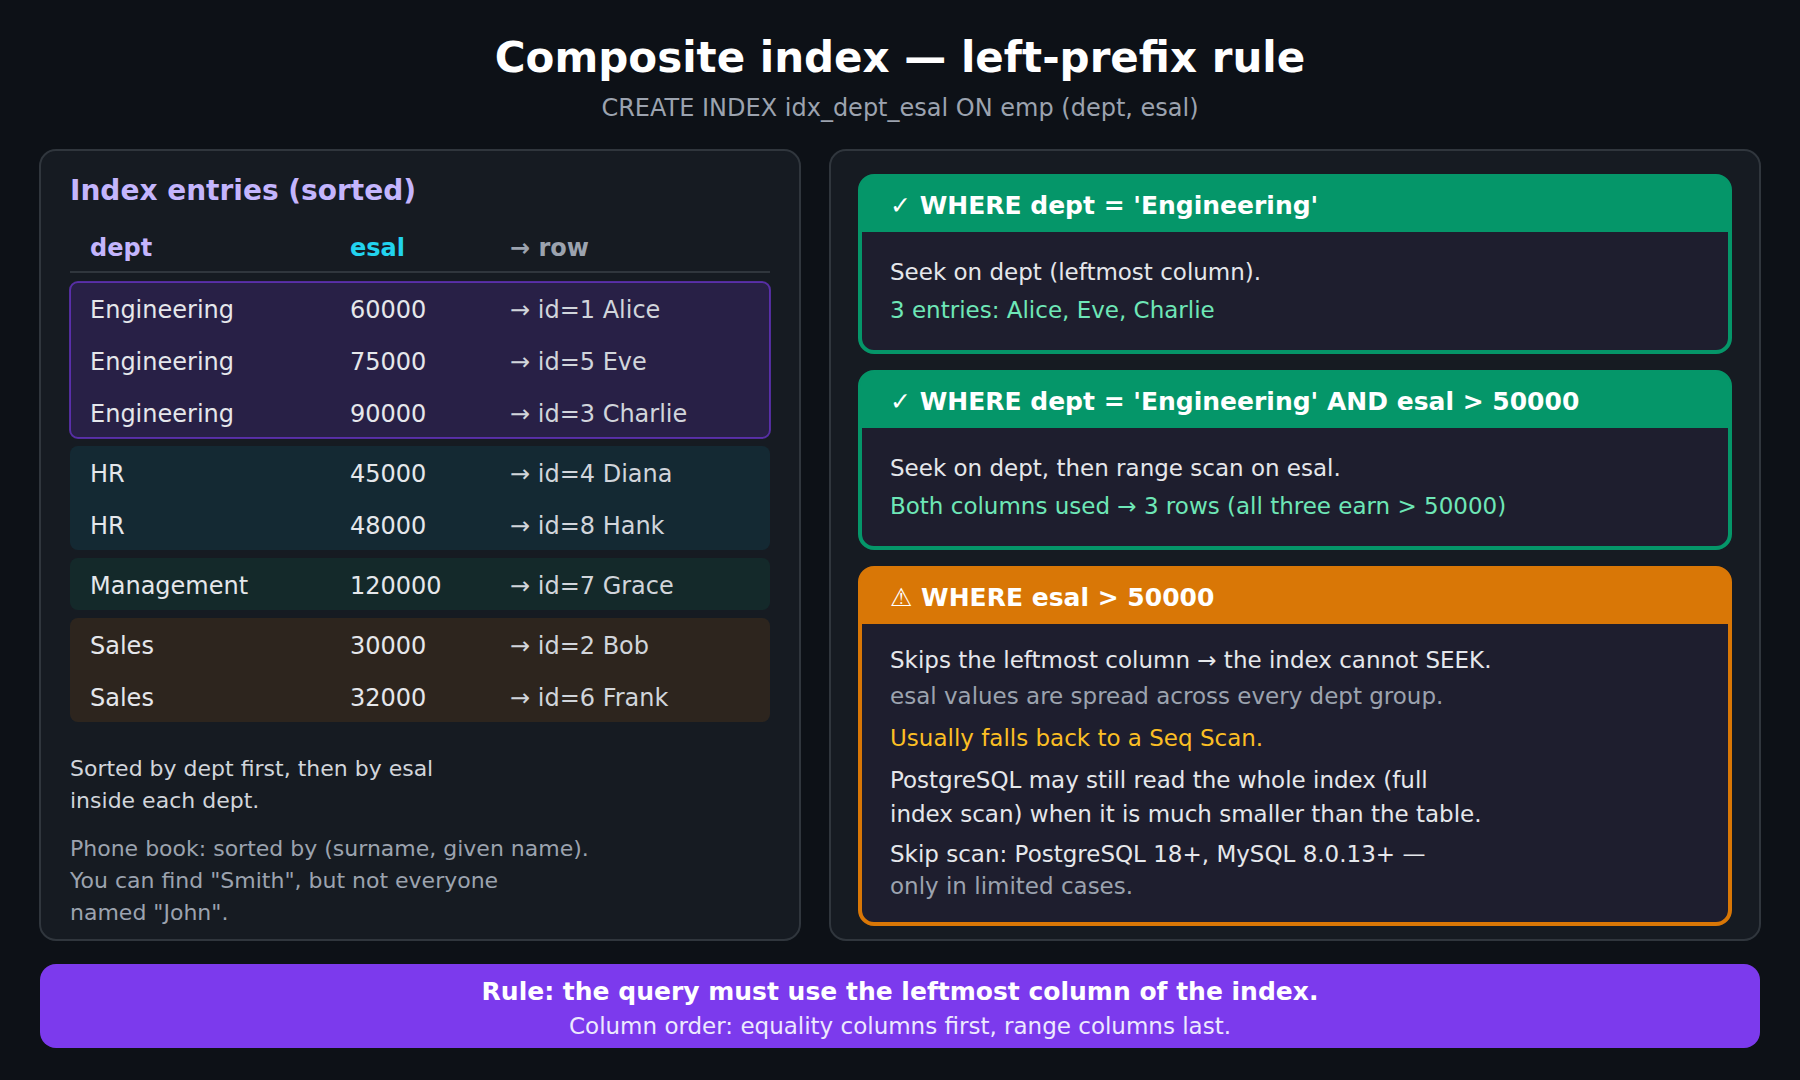 Composite index — left-prefix rule
CREATE INDEX idx_dept_esal ON emp (dept, esal)
Index entries (sorted)
dept esal → row
Engineering 60000 → id=1 Alice
Engineering 75000 → id=5 Eve
Engineering 90000 → id=3 Charlie
HR 45000 → id=4 Diana
HR 48000 → id=8 Hank
Management 120000 → id=7 Grace
Sales 30000 → id=2 Bob
Sales 32000 → id=6 Frank
Sorted by dept first, then by esal
inside each dept.
Phone book: sorted by (surname, given name).
You can find "Smith", but not everyone
named "John".
✓ WHERE dept = 'Engineering'
Seek on dept (leftmost column).
3 entries: Alice, Eve, Charlie
✓ WHERE dept = 'Engineering' AND esal > 50000
Seek on dept, then range scan on esal.
Both columns used → 3 rows (all three earn > 50000)
⚠ WHERE esal > 50000
Skips the leftmost column → the index cannot SEEK.
esal values are spread across every dept group.
Usually falls back to a Seq Scan.
PostgreSQL may still read the whole index (full
index scan) when it is much smaller than the table.
Skip scan: PostgreSQL 18+, MySQL 8.0.13+ —
only in limited cases.
Rule: the query must use the leftmost column of the index.
Column order: equality columns first, range columns last.